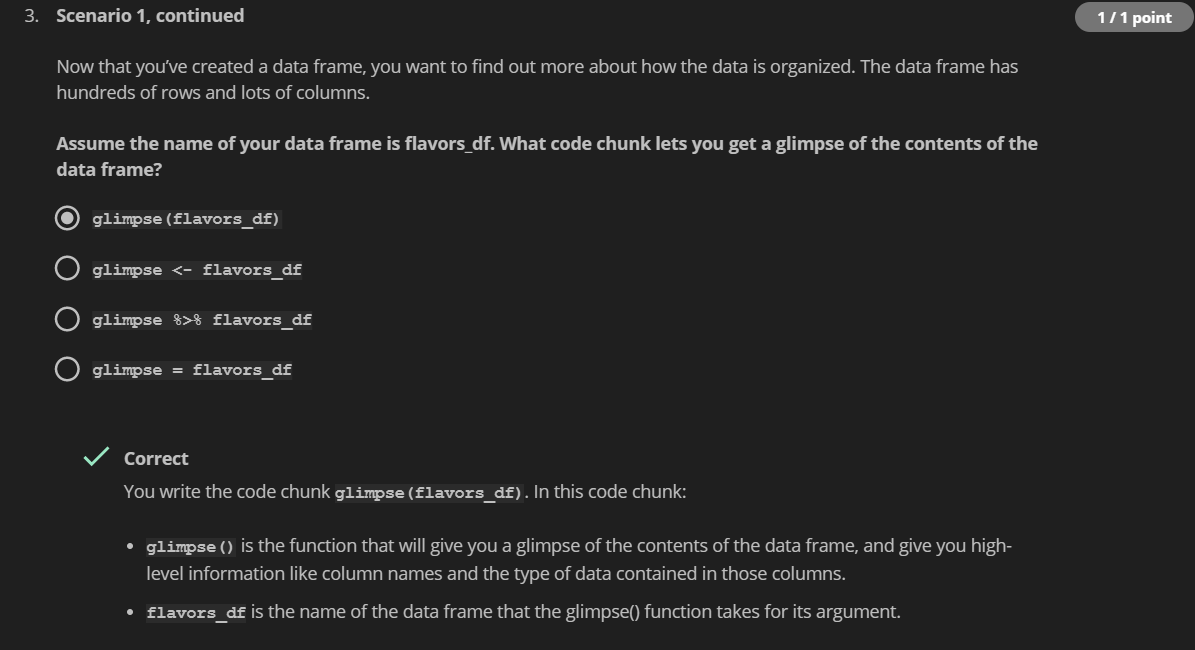 3. Scenario 1, continued
1 / 1 point
Now that you've created a data frame, you want to find out more about how the data is organized. The data frame has
hundreds of rows and lots of columns.
Assume the name of your data frame is flavors_df. What code chunk lets you get a glimpse of the contents of the
data frame?
glimpse(flavors_df)
glimpse <- flavors_df
glimpse %>% flavors_df
glimpse = flavors_df
Correct
You write the code chunk glimpse(flavors_df). In this code chunk:
• glimpse() is the function that will give you a glimpse of the contents of the data frame, and give you high-
level information like column names and the type of data contained in those columns.
• flavors_df is the name of the data frame that the glimpse() function takes for its argument.